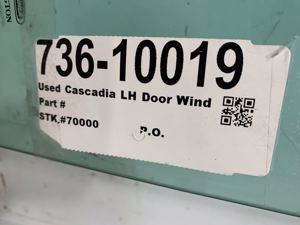 736-10019
Used Cascadia LH Door Wind
Part #
STK,#70000
P.O.